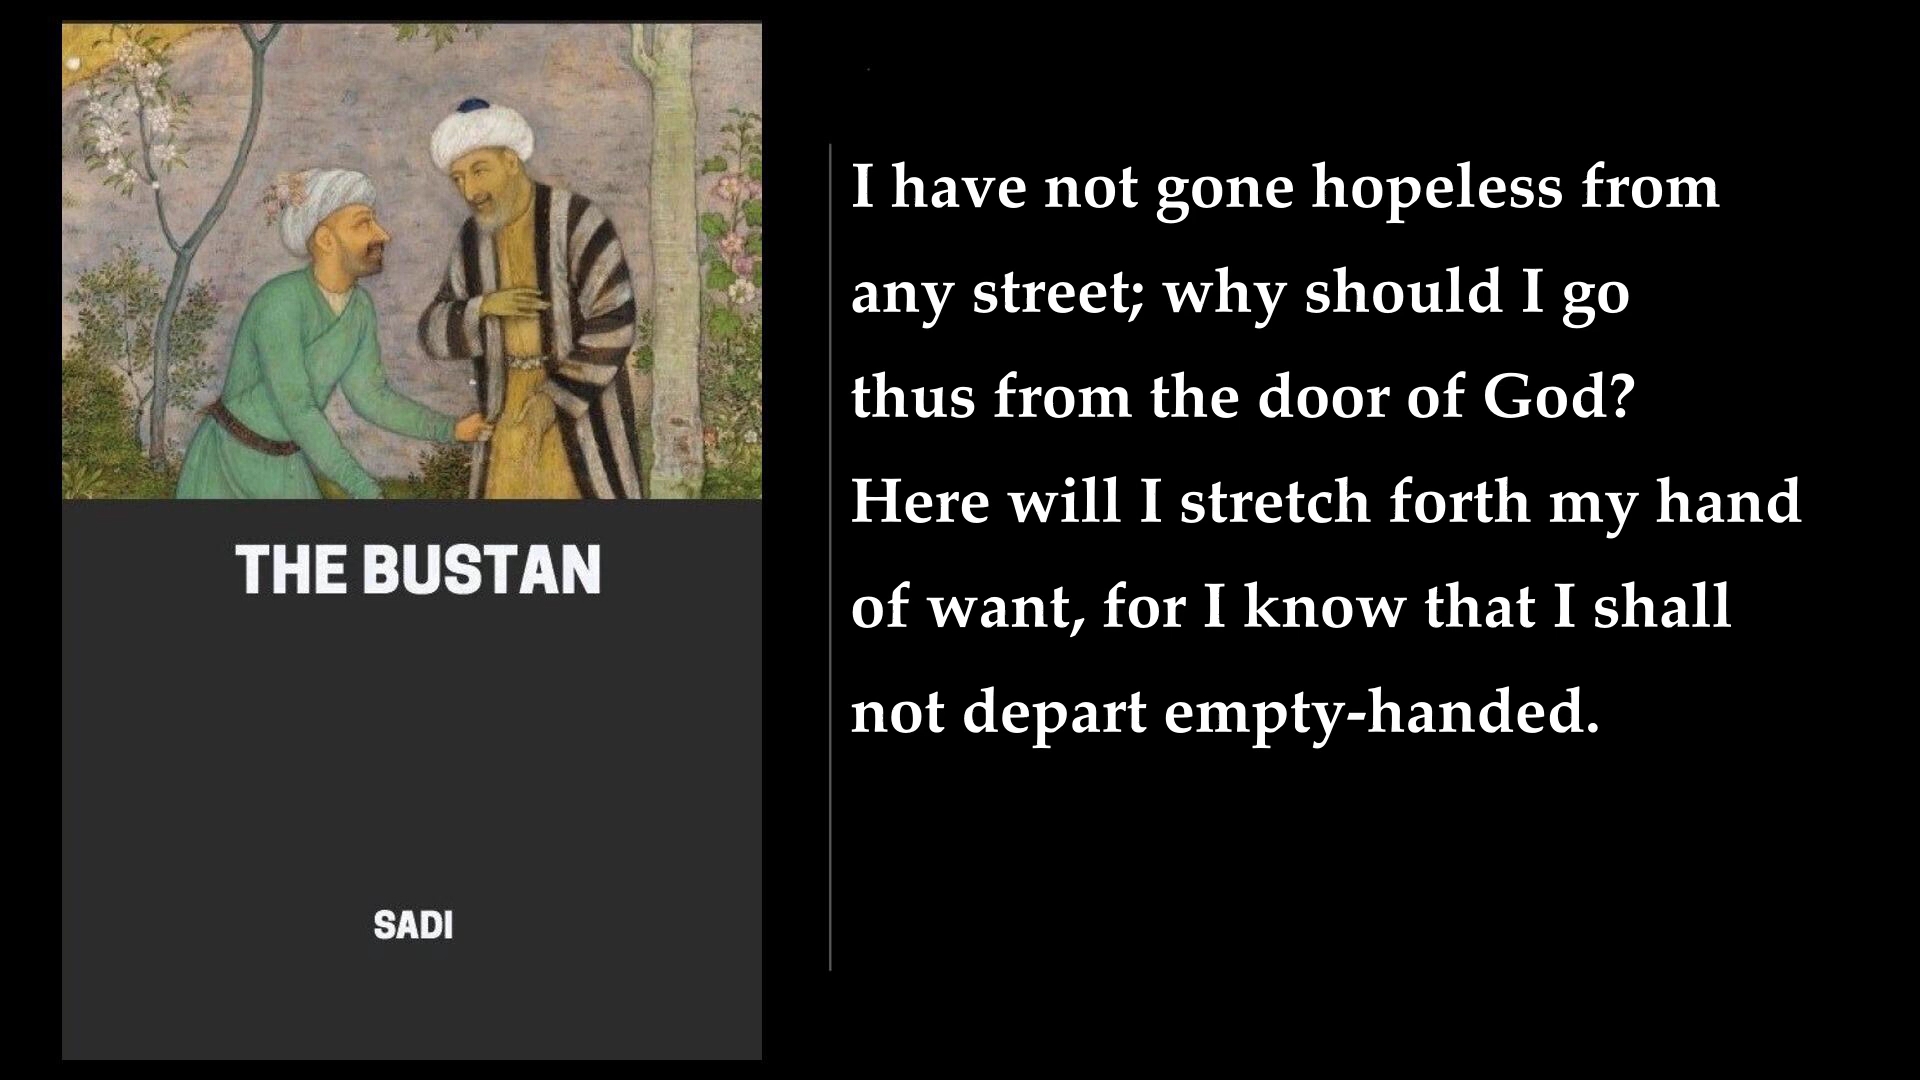 THE BUSTAN
SADI
I have not gone hopeless from
any street; why should I go
thus from the door of God?
Here will I stretch forth my hand
of want, for I know that I shall
not depart empty-handed.